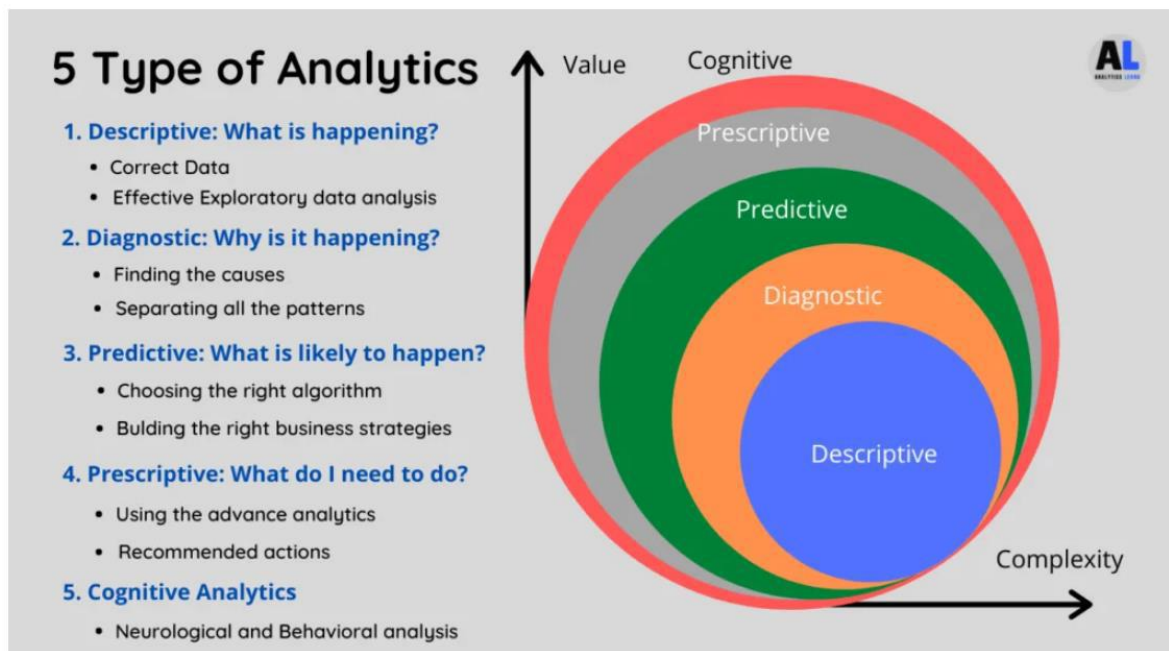 5 Type of Analytics
1. Descriptive: What is happening?
• Correct Data
• Effective Exploratory data analysis
2. Diagnostic: Why is it happening?
• Finding the causes
• Separating all the patterns
3. Predictive: What is likely to happen?
• Choosing the right algorithm
• Bulding the right business strategies
4. Prescriptive: What do I need to do?
• Using the advance analytics
• Recommended actions
5. Cognitive Analytics
• Neurological and Behavioral analysis
Value
Cognitive
Prescriptive
Predictive
Diagnostic
Descriptive
Complexity
AL
ANALYTICS LEARN